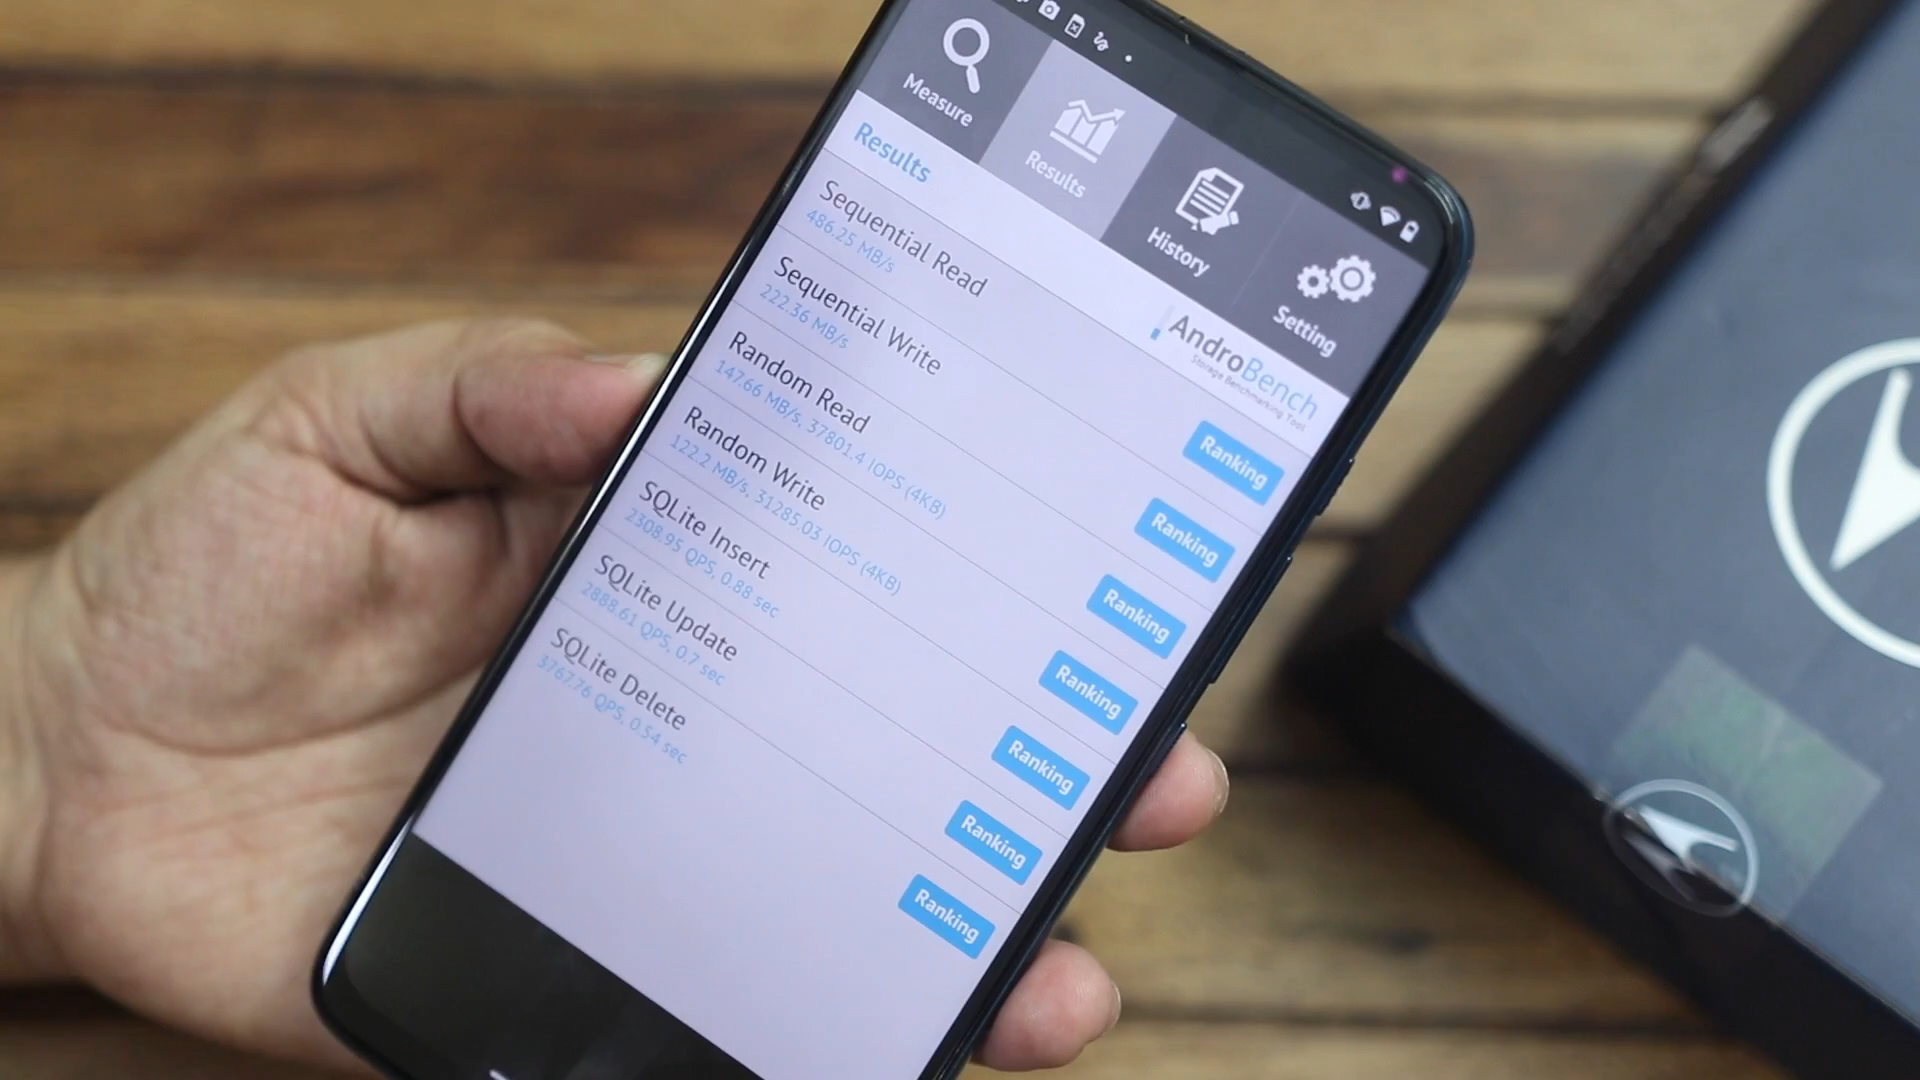 Measure
Results
History
Setting
Results
AndroBench
Storage Benchmarking Tool
Sequential Read
486.25 MB/s
Ranking
Sequential Write
222.36 MB/s
Ranking
Random Read
147.66 MB/s, 37801.4 IOPS (4KB)
Ranking
Random Write
122.2 MB/s, 31285.03 IOPS (4KB)
Ranking
SQLite Insert
2308.95 QPS, 0.88 sec
Ranking
SQLite Update
2888.61 QPS, 0.7 sec
Ranking
SQLite Delete
3767.76 QPS, 0.54 sec
Ranking